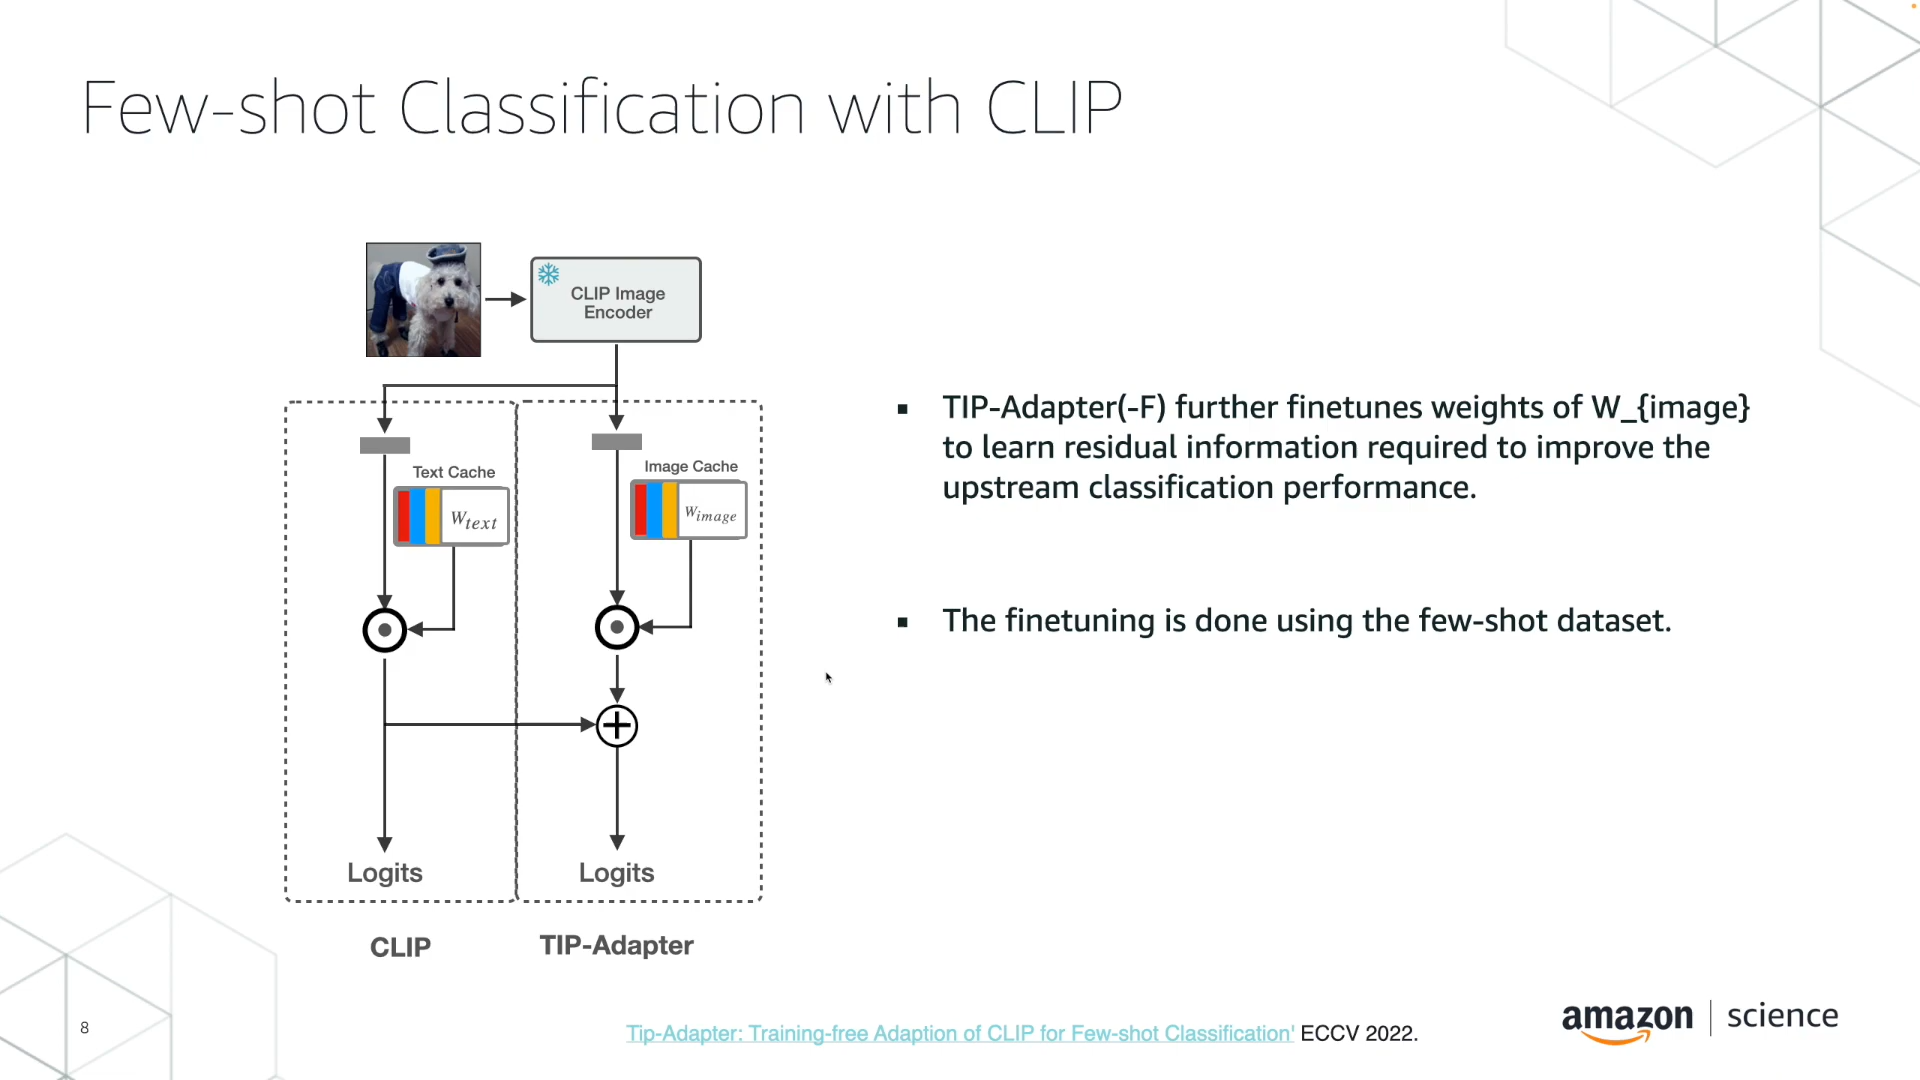 Few-shot Classification with CLIP
CLIP Image
Encoder
Text Cache
W_text
Image Cache
W_image
Logits
Logits
CLIP
TIP-Adapter
▪ TIP-Adapter(-F) further finetunes weights of W_{image}
to learn residual information required to improve the
upstream classification performance.
▪ The finetuning is done using the few-shot dataset.
8
Tip-Adapter: Training-free Adaption of CLIP for Few-shot Classification' ECCV 2022.
amazon | science